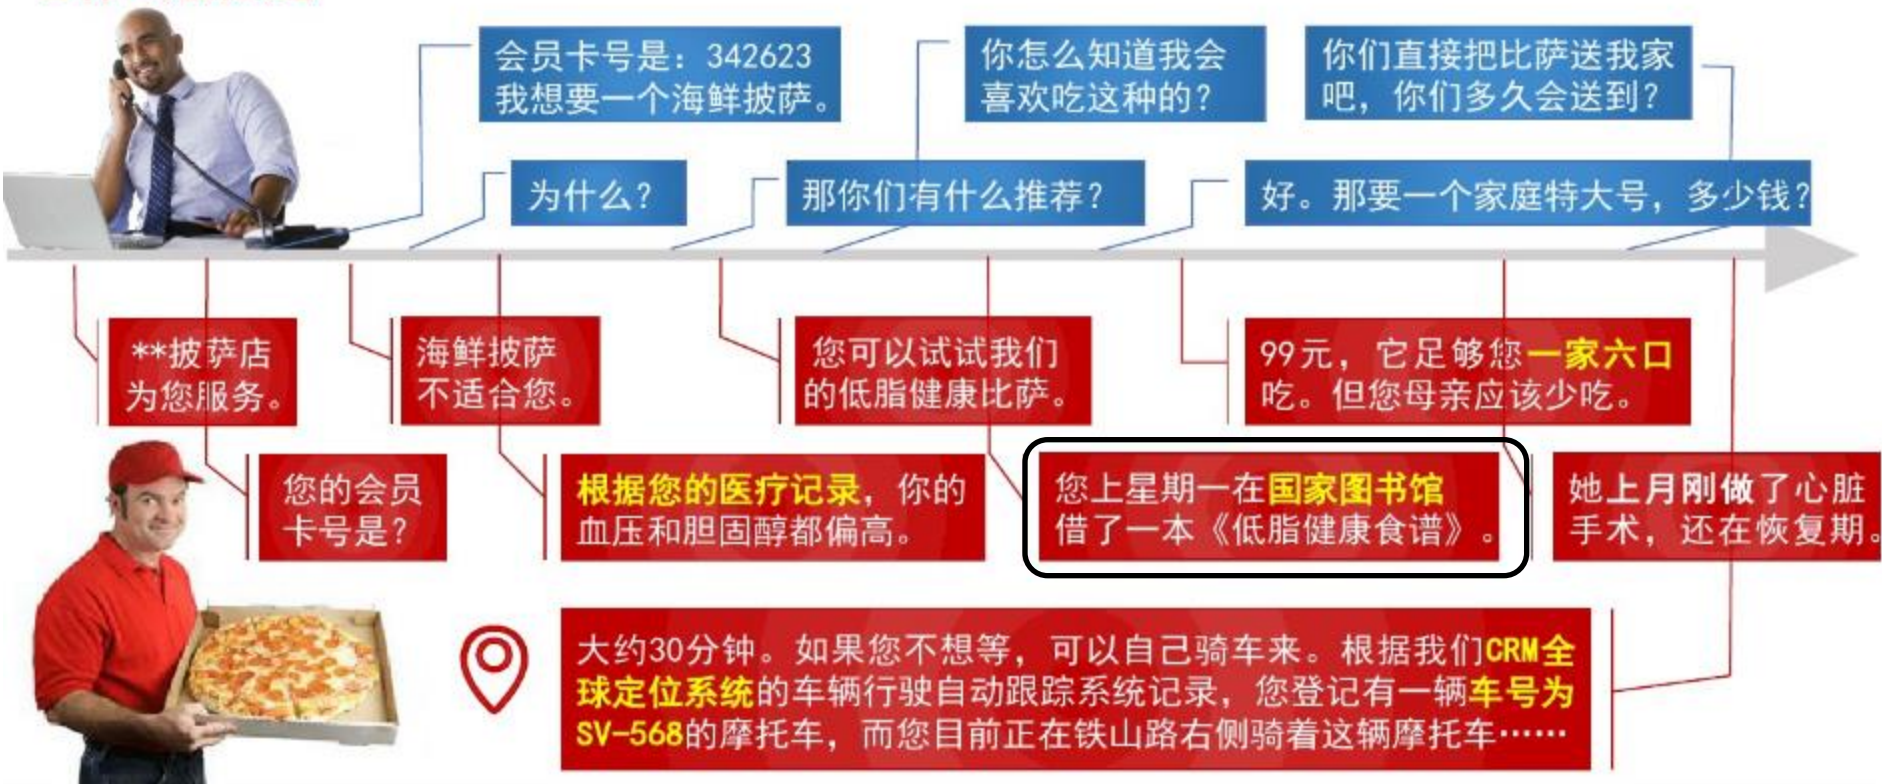 会员卡号是：342623
我想要一个海鲜披萨。
你怎么知道我会
喜欢吃这种的？
你们直接把比萨送我家
吧，你们多久会送到？
为什么？
那你们有什么推荐？
好。那要一个家庭特大号，多少钱？
**披萨店
为您服务。
海鲜披萨
不适合您。
您可以试试我们
的低脂健康比萨。
99元，它足够您一家六口
吃。但您母亲应该少吃。
您的会员
卡号是？
根据您的医疗记录，你的
血压和胆固醇都偏高。
您上星期一在国家图书馆
借了一本《低脂健康食谱》。
她上月刚做了心脏
手术，还在恢复期。
大约30分钟。如果您不想等，可以自己骑车来。根据我们CRM全
球定位系统的车辆行驶自动跟踪系统记录，您登记有一辆车号为
SV-568的摩托车，而您目前正在铁山路右侧骑着这辆摩托车……